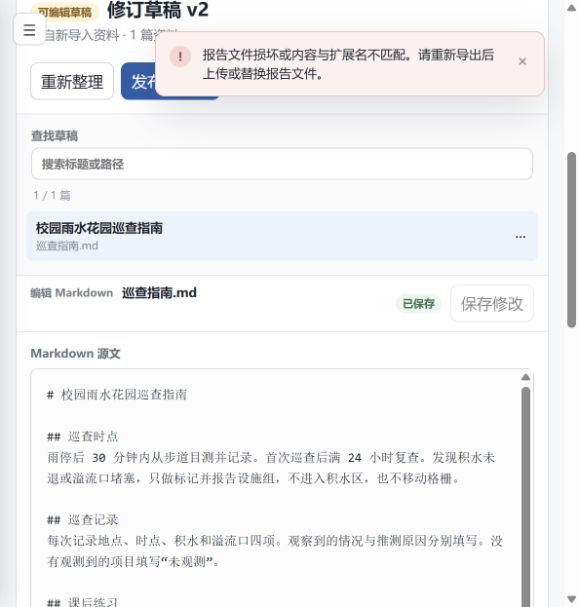 可编辑草稿 修订草稿 v2
自新导入资料 · 1 篇资料
报告文件损坏或内容与扩展名不匹配。请重新导出后
上传或替换报告文件。
重新整理 发布
查找草稿
搜索标题或路径
1 / 1 篇
校园雨水花园巡查指南
巡查指南.md
编辑 Markdown 巡查指南.md
已保存 保存修改
Markdown 源文
# 校园雨水花园巡查指南
## 巡查时点
雨停后 30 分钟内从步道目测并记录。首次巡查后满 24 小时复查。发现积水未
退或溢流口堵塞，只做标记并报告设施组，不进入积水区，也不移动格栅。
## 巡查记录
每次记录地点、时点、积水和溢流口四项。观察到的情况与推测原因分别填写。没
有观测到的项目填写“未观测”。
## 课后练习